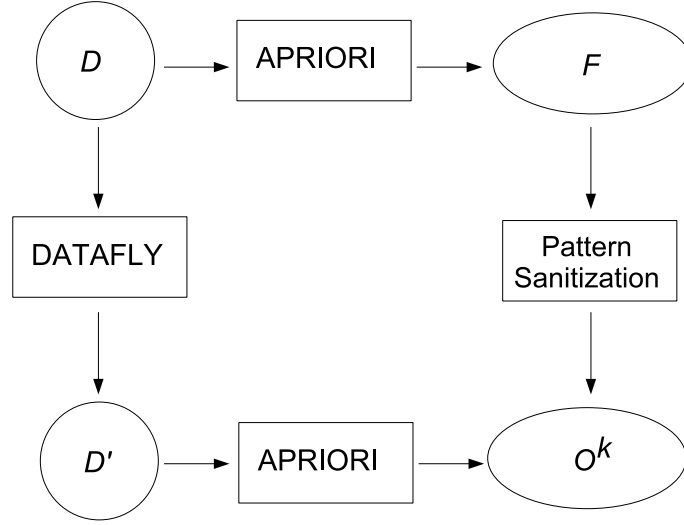 D
APRIORI
F
DATAFLY
Pattern
Sanitization
D'
APRIORI
O^k